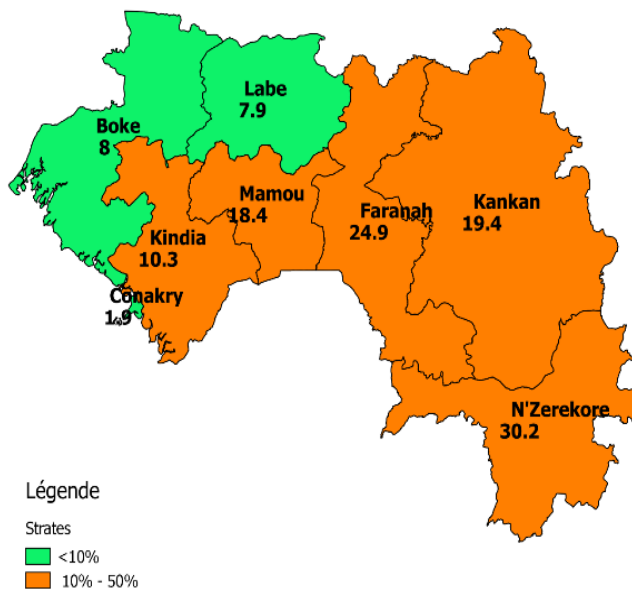 Labe
7.9
Boke
8
Mamou
18.4
Faranah
24.9
Kankan
19.4
Kindia
10.3
Conakry
1.9
N'Zerekore
30.2
Légende
Strates
<10%
10% - 50%